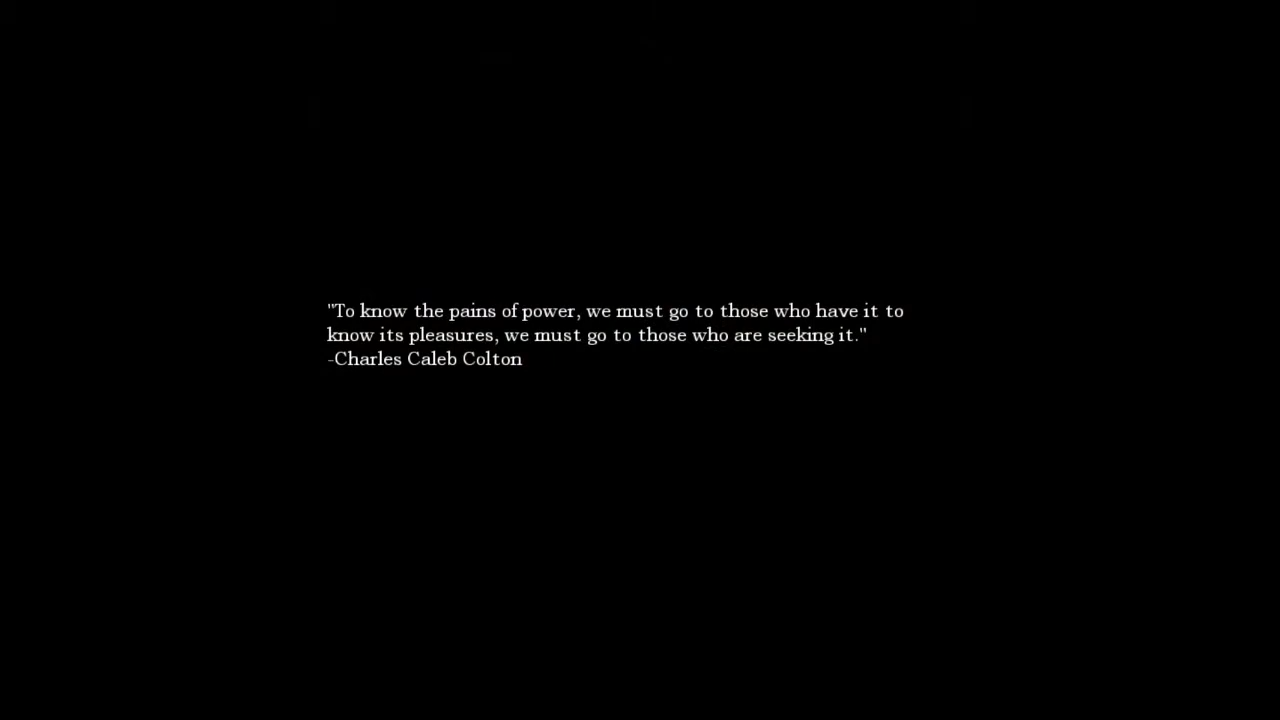 "To know the pains of power, we must go to those who have it to
know its pleasures, we must go to those who are seeking it."
-Charles Caleb Colton